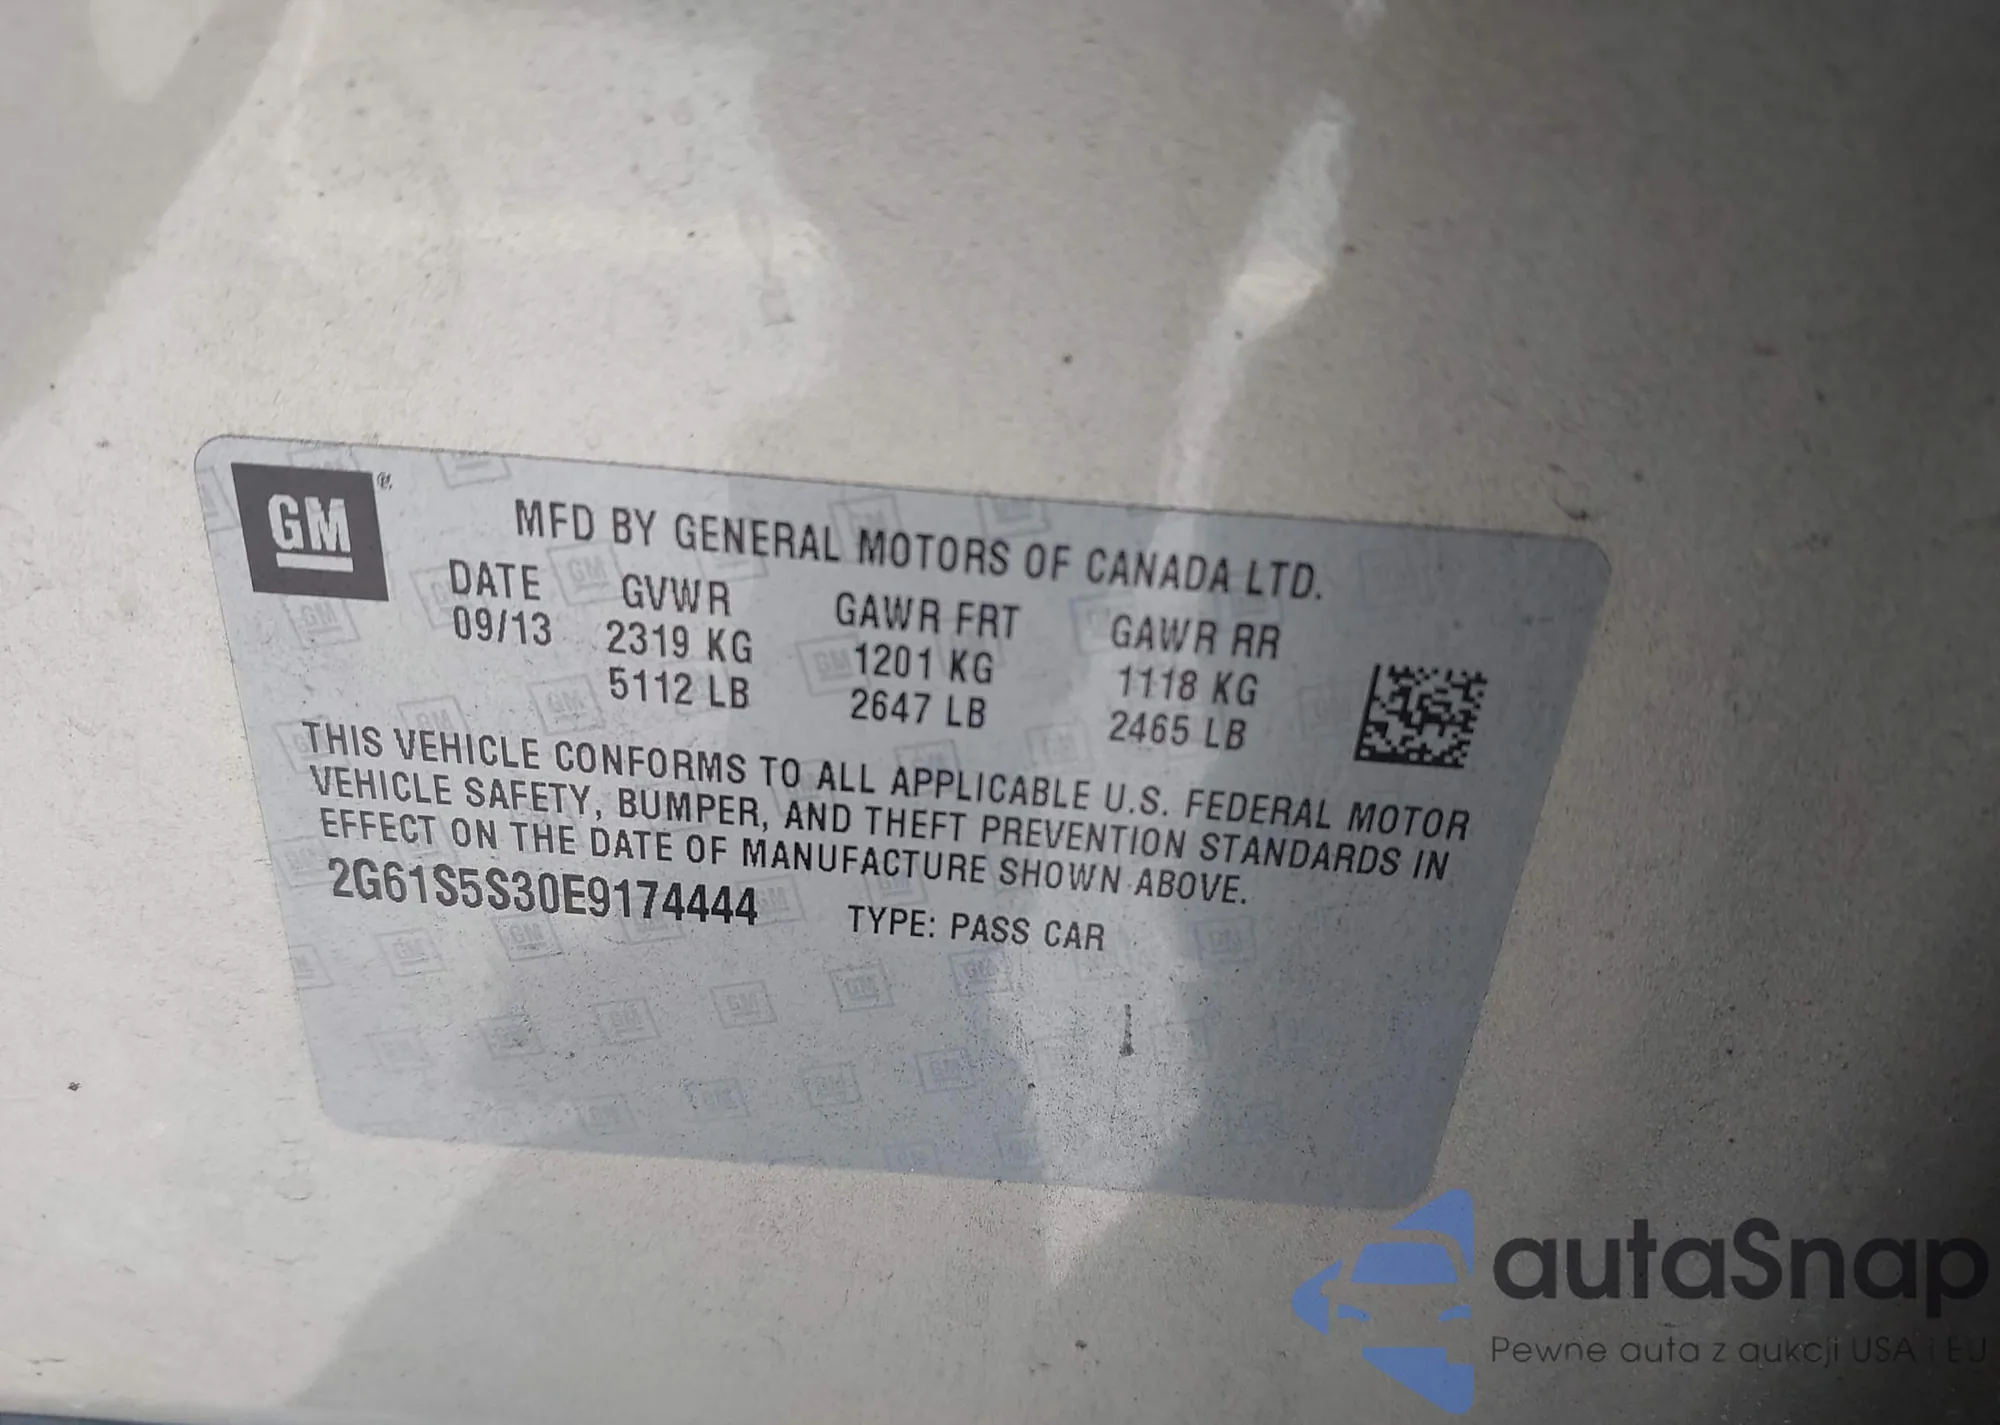 GM®
MFD BY GENERAL MOTORS OF CANADA LTD.
DATE GVWR GAWR FRT GAWR RR
09/13 2319 KG 1201 KG 1118 KG
5112 LB 2647 LB 2465 LB
THIS VEHICLE CONFORMS TO ALL APPLICABLE U.S. FEDERAL MOTOR
VEHICLE SAFETY, BUMPER, AND THEFT PREVENTION STANDARDS IN
EFFECT ON THE DATE OF MANUFACTURE SHOWN ABOVE.
2G61S5S30E9174444 TYPE: PASS CAR
autaSnap
Pewne auta z aukcji USA i EU